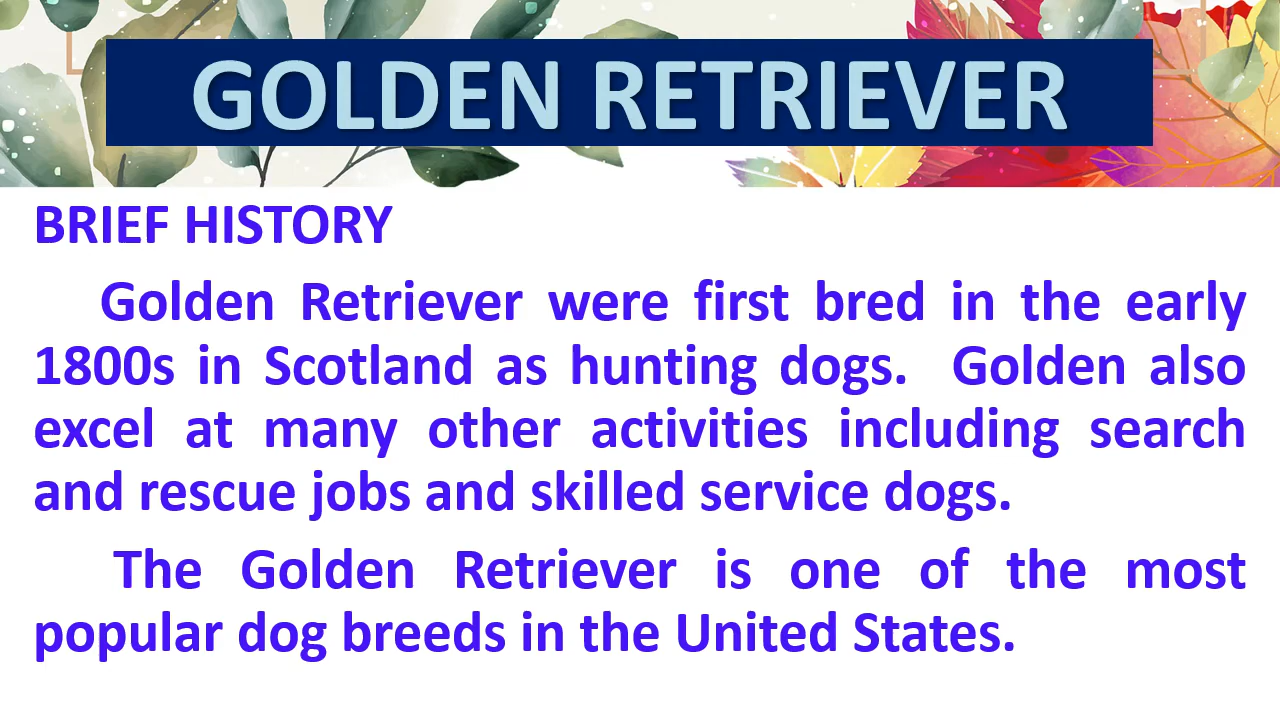 GOLDEN RETRIEVER
BRIEF HISTORY
Golden Retriever were first bred in the early
1800s in Scotland as hunting dogs. Golden also
excel at many other activities including search
and rescue jobs and skilled service dogs.
The Golden Retriever is one of the most
popular dog breeds in the United States.